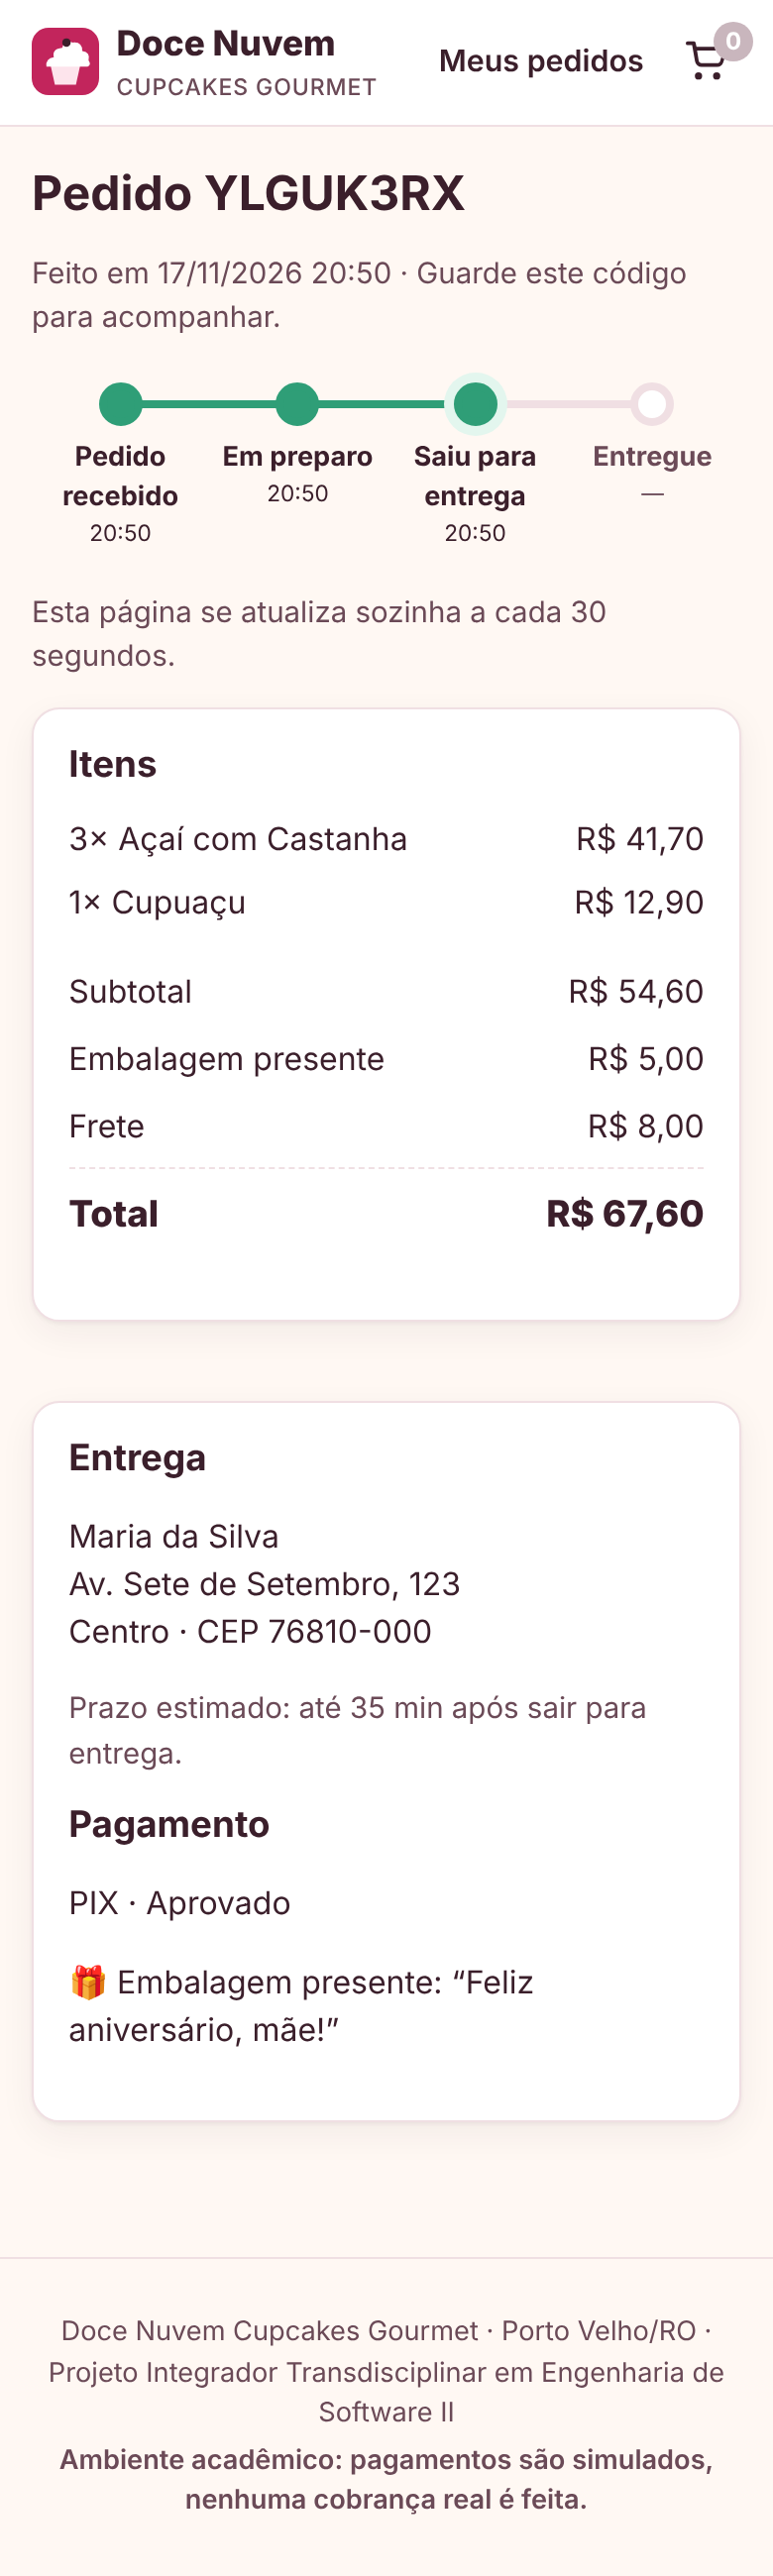 Doce Nuvem
CUPCAKES GOURMET
Meus pedidos
0
Pedido YLGUK3RX
Feito em 17/11/2026 20:50 · Guarde este código
para acompanhar.
Pedido
recebido
20:50
Em preparo
20:50
Saiu para
entrega
20:50
Entregue
—
Esta página se atualiza sozinha a cada 30
segundos.
Itens
3× Açaí com Castanha R$ 41,70
1× Cupuaçu R$ 12,90
Subtotal R$ 54,60
Embalagem presente R$ 5,00
Frete R$ 8,00
Total R$ 67,60
Entrega
Maria da Silva
Av. Sete de Setembro, 123
Centro · CEP 76810-000
Prazo estimado: até 35 min após sair para
entrega.
Pagamento
PIX · Aprovado
🎁 Embalagem presente: “Feliz
aniversário, mãe!”
Doce Nuvem Cupcakes Gourmet · Porto Velho/RO ·
Projeto Integrador Transdisciplinar em Engenharia de
Software II
Ambiente acadêmico: pagamentos são simulados,
nenhuma cobrança real é feita.